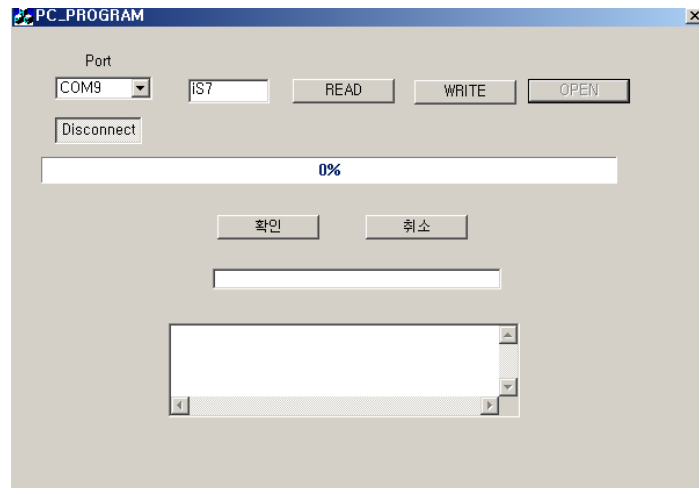 PC_PROGRAM
Port
COM9 iS7 READ WRITE OPEN
Disconnect
0%
확인 취소